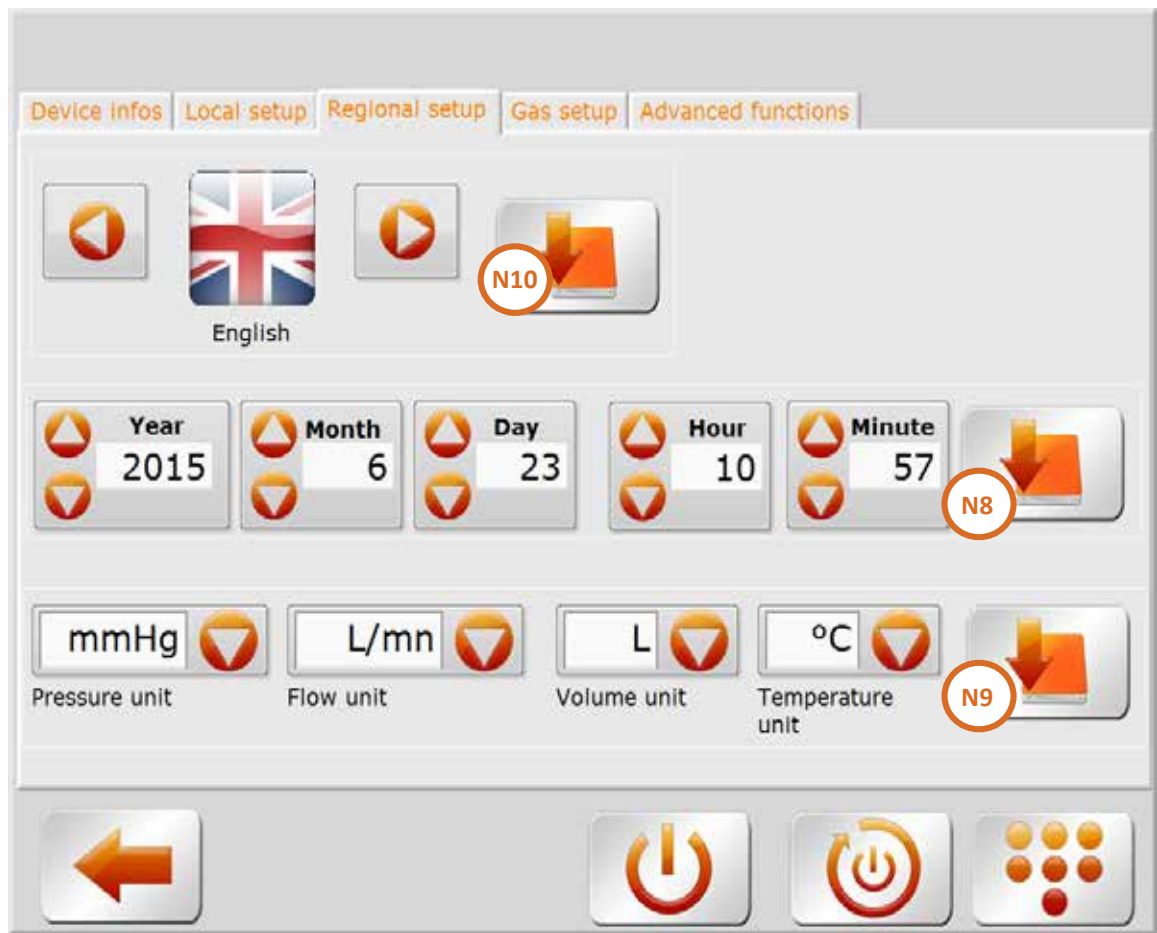 Device infos Local setup Regional setup Gas setup Advanced functions
N10
English
Year Month Day Hour Minute
2015 6 23 10 57
N8
mmHg L/mn L ºC
Pressure unit Flow unit Volume unit Temperature
unit
N9